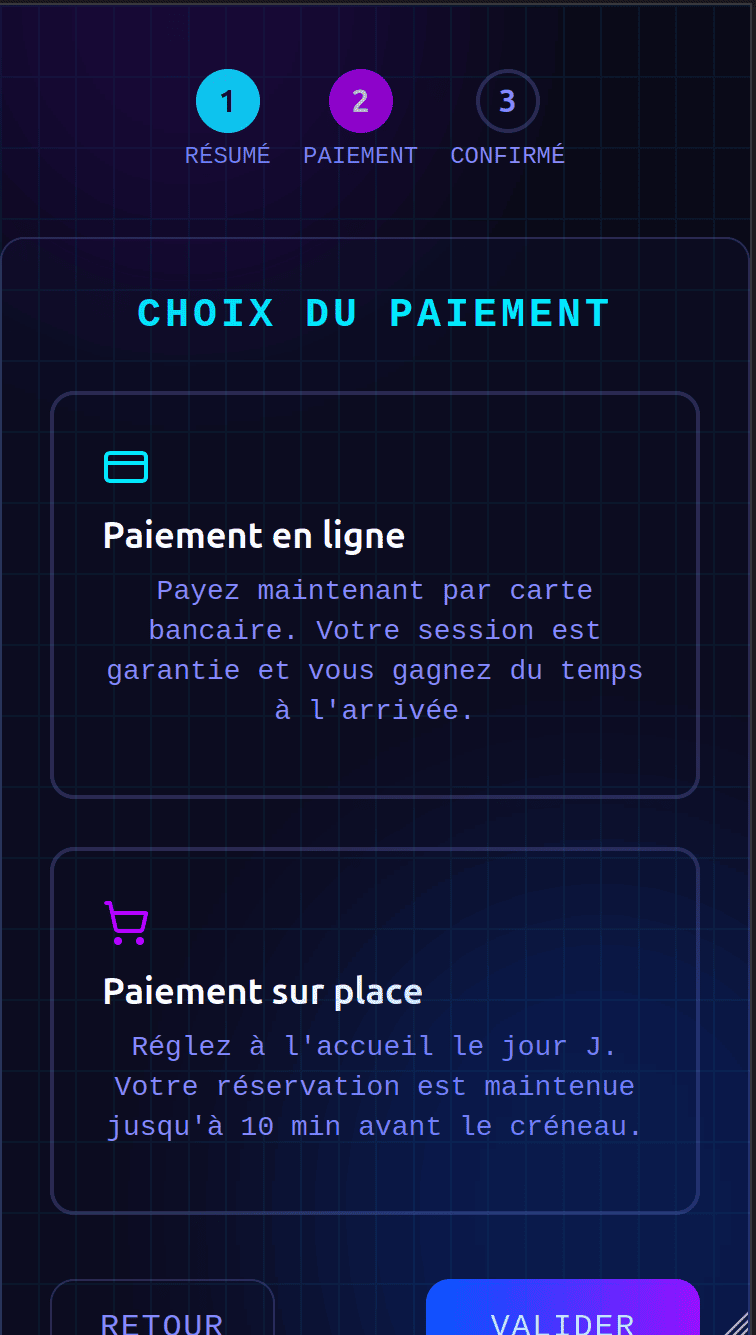 1 2 3
RÉSUMÉ PAIEMENT CONFIRMÉ
CHOIX DU PAIEMENT
Paiement en ligne
Payez maintenant par carte
bancaire. Votre session est
garantie et vous gagnez du temps
à l'arrivée.
Paiement sur place
Réglez à l'accueil le jour J.
Votre réservation est maintenue
jusqu'à 10 min avant le créneau.
RETOUR VALIDER